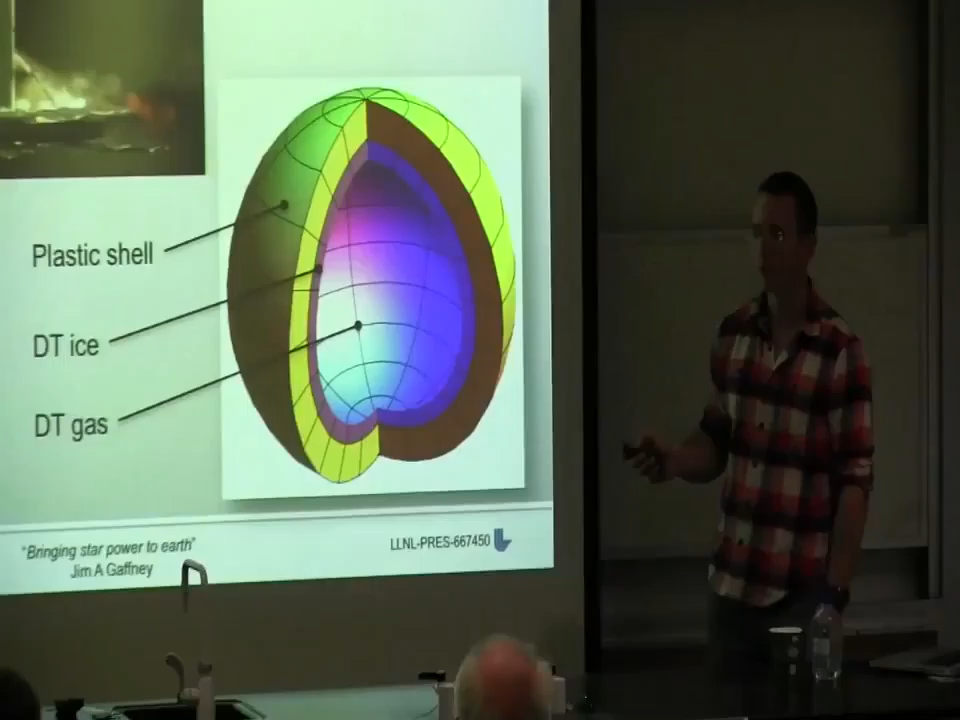 Plastic shell
DT ice
DT gas
"Bringing star power to earth"
Jim A Gaffney
LLNL-PRES-667450